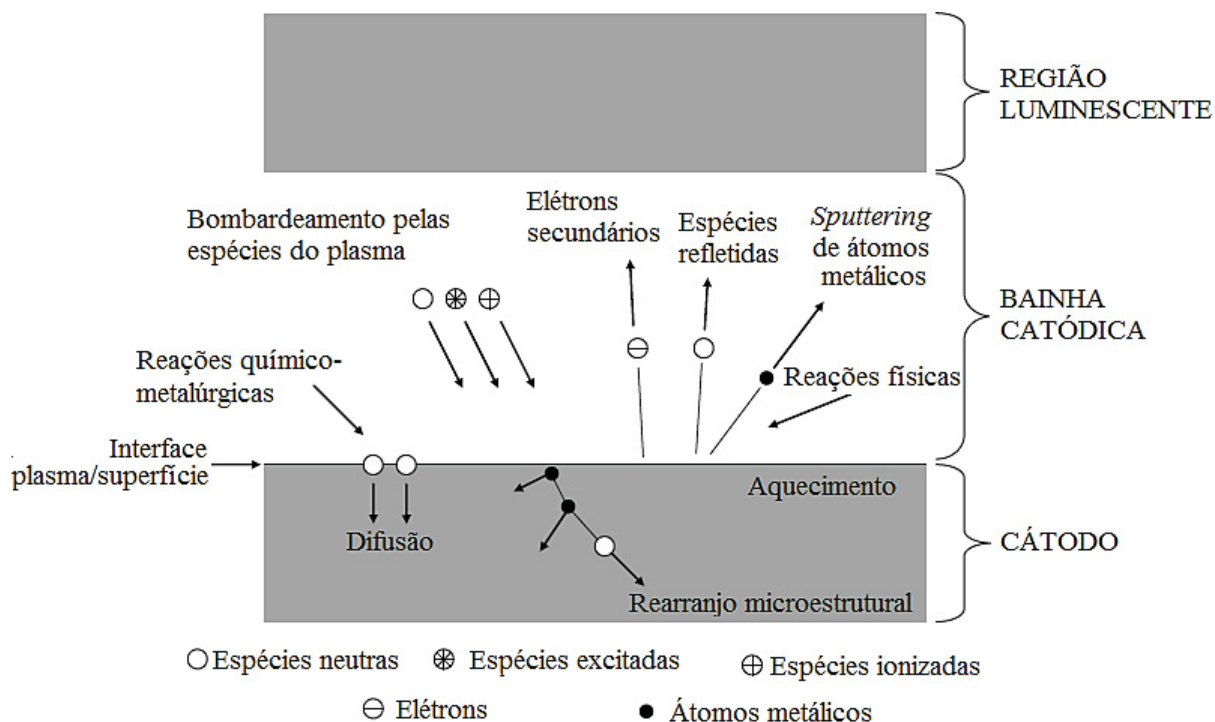 REGIÃO
LUMINESCENTE
Bombardeamento pelas
espécies do plasma
Elétrons
secundários
Espécies
refletidas
Sputtering
de átomos
metálicos
BAINHA
CATÓDICA
Reações químico-
metalúrgicas
Reações físicas
Interface
plasma/superfície
Aquecimento
Difusão
CÁTODO
Rearranjo microestrutural
Espécies neutras
Espécies excitadas
Espécies ionizadas
Elétrons
Átomos metálicos